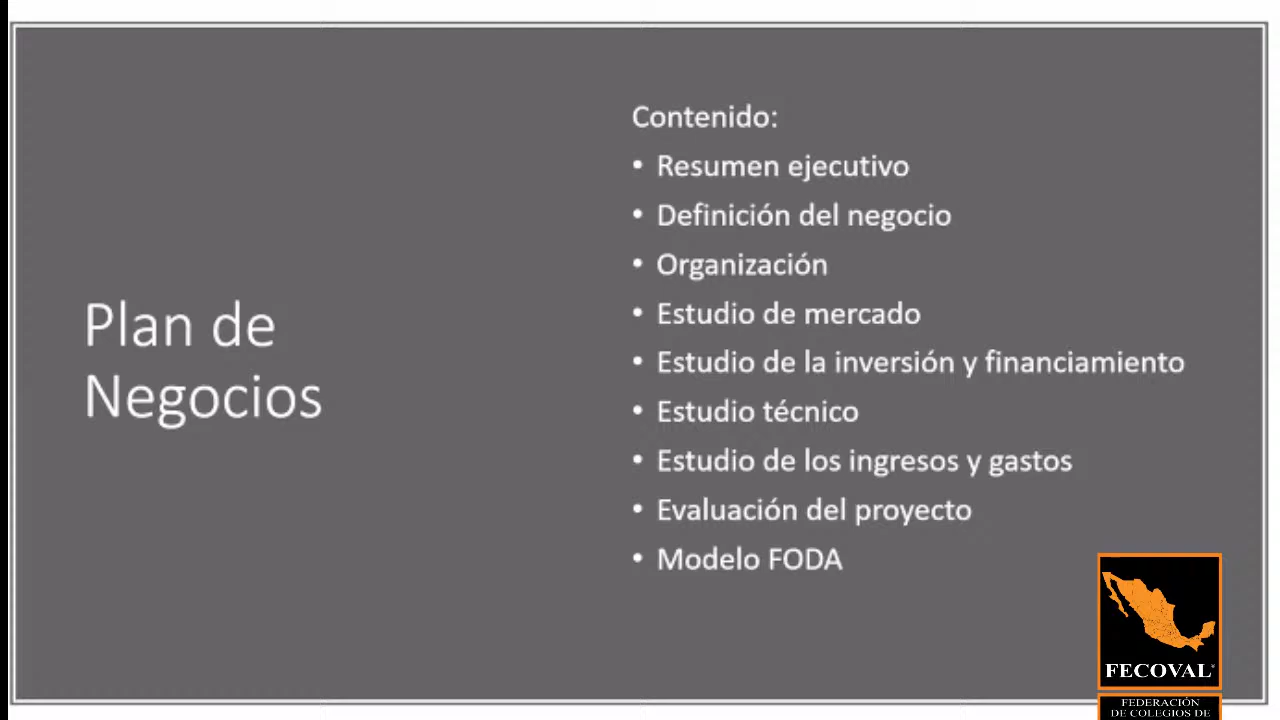 Plan de
Negocios
Contenido:
• Resumen ejecutivo
• Definición del negocio
• Organización
• Estudio de mercado
• Estudio de la inversión y financiamiento
• Estudio técnico
• Estudio de los ingresos y gastos
• Evaluación del proyecto
• Modelo FODA
FECOVAL
FEDERACIÓN
DE COLEGIOS DE